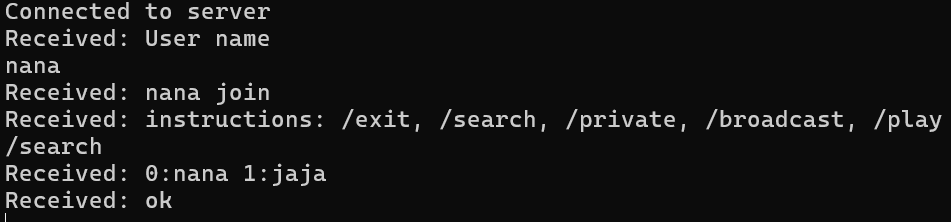 Connected to server
Received: User name
nana
Received: nana join
Received: instructions: /exit, /search, /private, /broadcast, /play
/search
Received: 0:nana 1:jaja
Received: ok